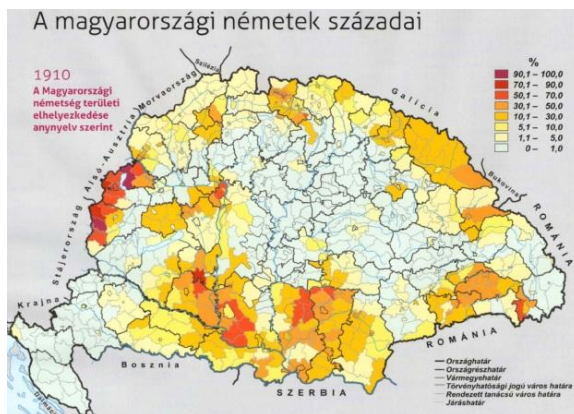 A magyarországi németek századai
1910
A Magyarországi
németség területi
elhelyezkedése
anynyelv szerint
Szilézia
Morvaország
Alsó-Ausztria
Stájerország
Krajna
Galícia
Bukovina
ROMÁNIA
ROMÁNIA
Bosznia
SZERBIA
Dalmácia
%
90,1 – 100,0
70,1 – 90,0
50,1 – 70,0
30,1 – 50,0
10,1 – 30,0
5,1 – 10,0
1,1 – 5,0
0 – 1,0
Országhatár
Országrészhatár
Vármegyehatár
Törvényhatósági jogú város határa
Rendezett tanácsú város határa
Járáshatár